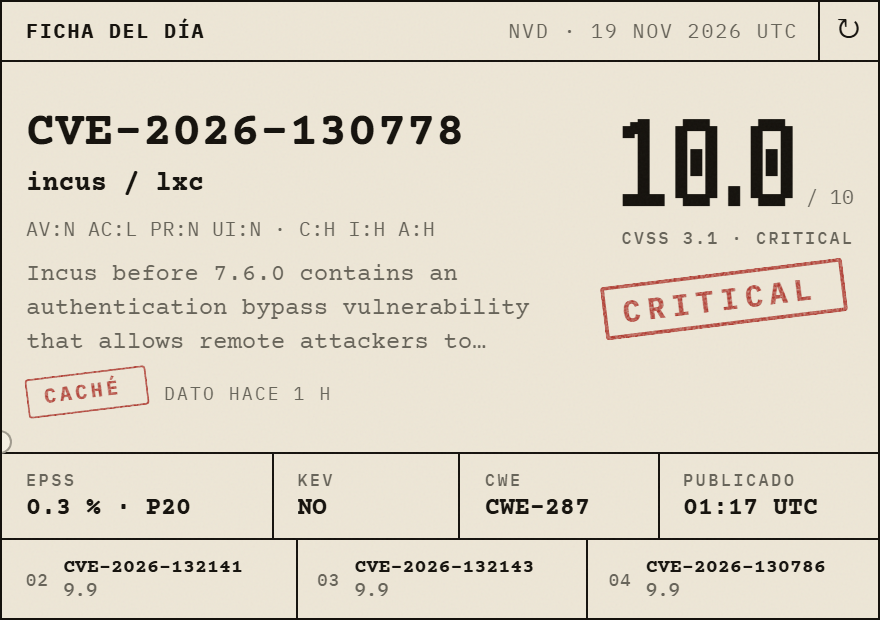 FICHA DEL DÍA
NVD · 19 NOV 2026 UTC
↻
CVE-2026-130778
incus / lxc
AV:N AC:L PR:N UI:N · C:H I:H A:H
Incus before 7.6.0 contains an
authentication bypass vulnerability
that allows remote attackers to…
CACHÉ
DATO HACE 1 H
10.0 / 10
CVSS 3.1 · CRITICAL
CRITICAL
EPSS
0.3 % · P20
KEV
NO
CWE
CWE-287
PUBLICADO
01:17 UTC
02
CVE-2026-132141
9.9
03
CVE-2026-132143
9.9
04
CVE-2026-130786
9.9